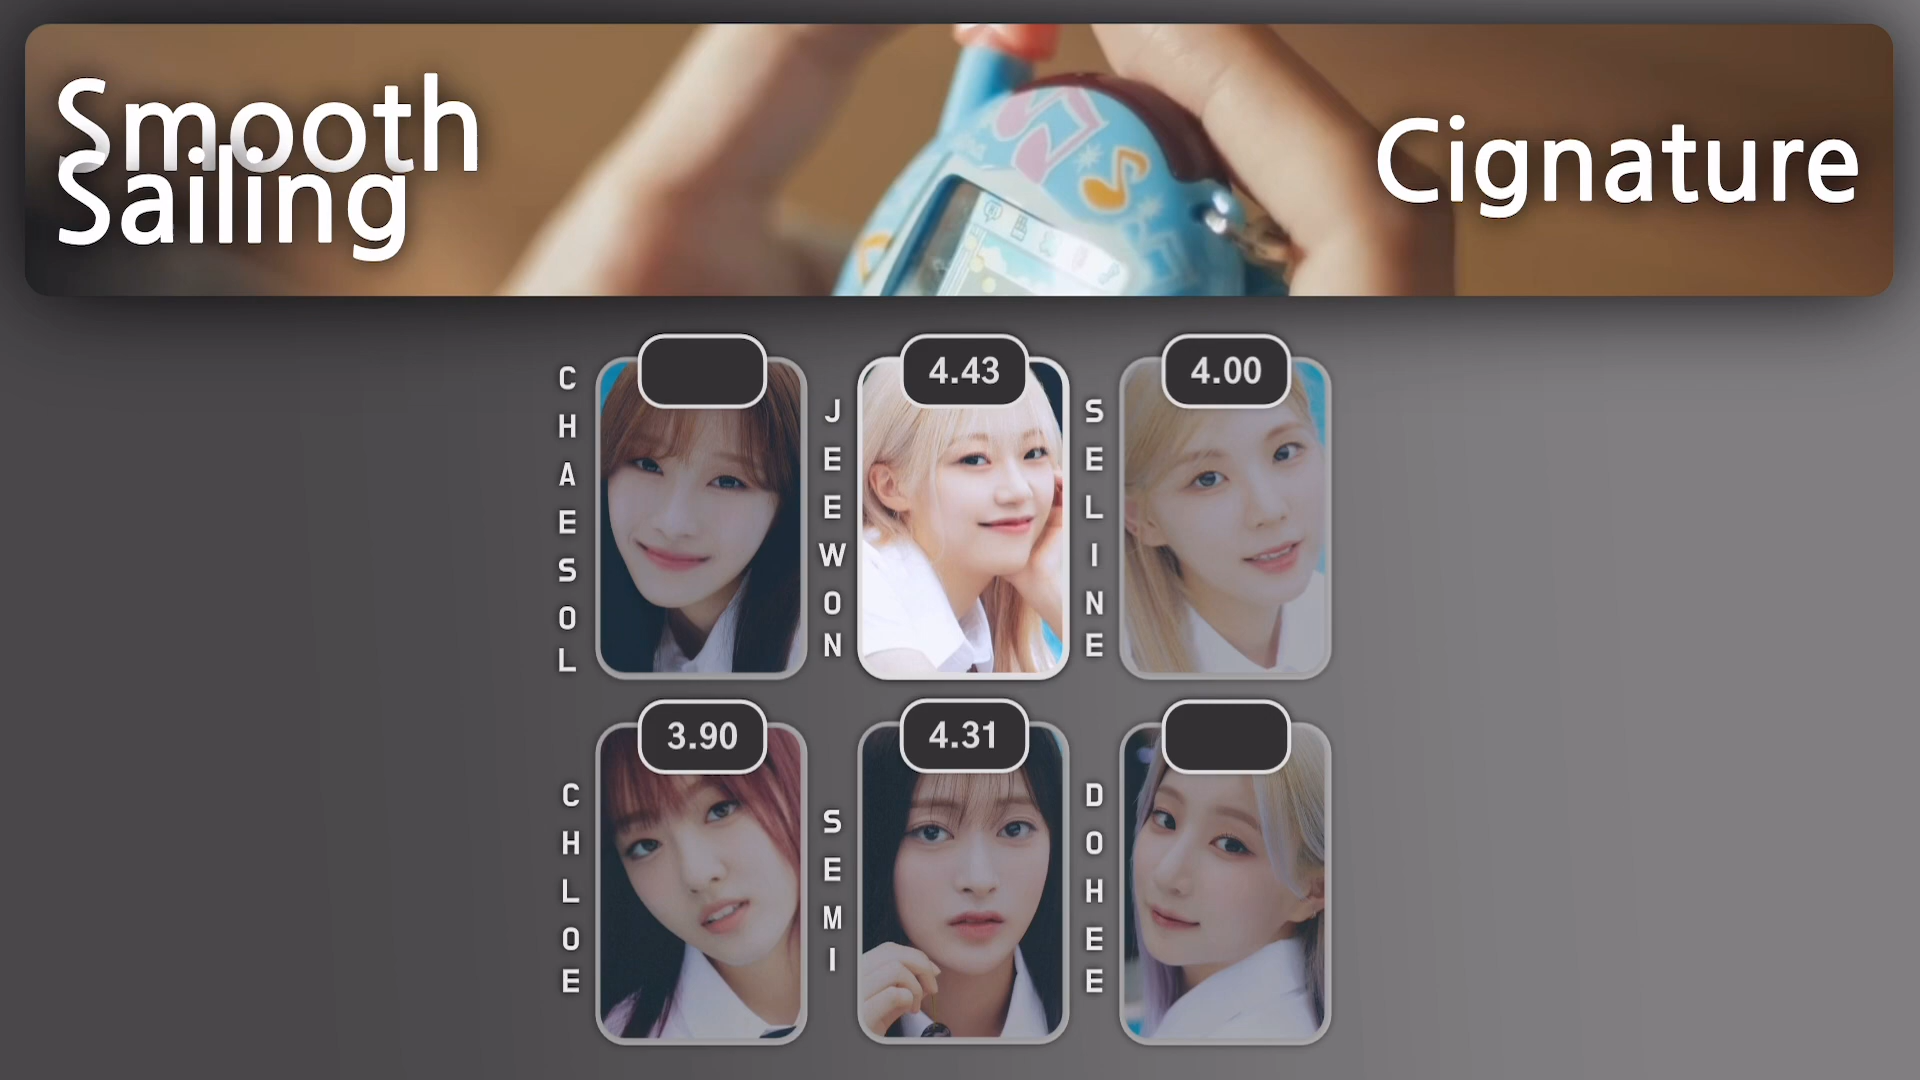 Smooth
Sailing
Cignature
CHAESOL
JEEWON
4.43
SELINE
4.00
CHLOE
3.90
SEMI
4.31
DOHEE